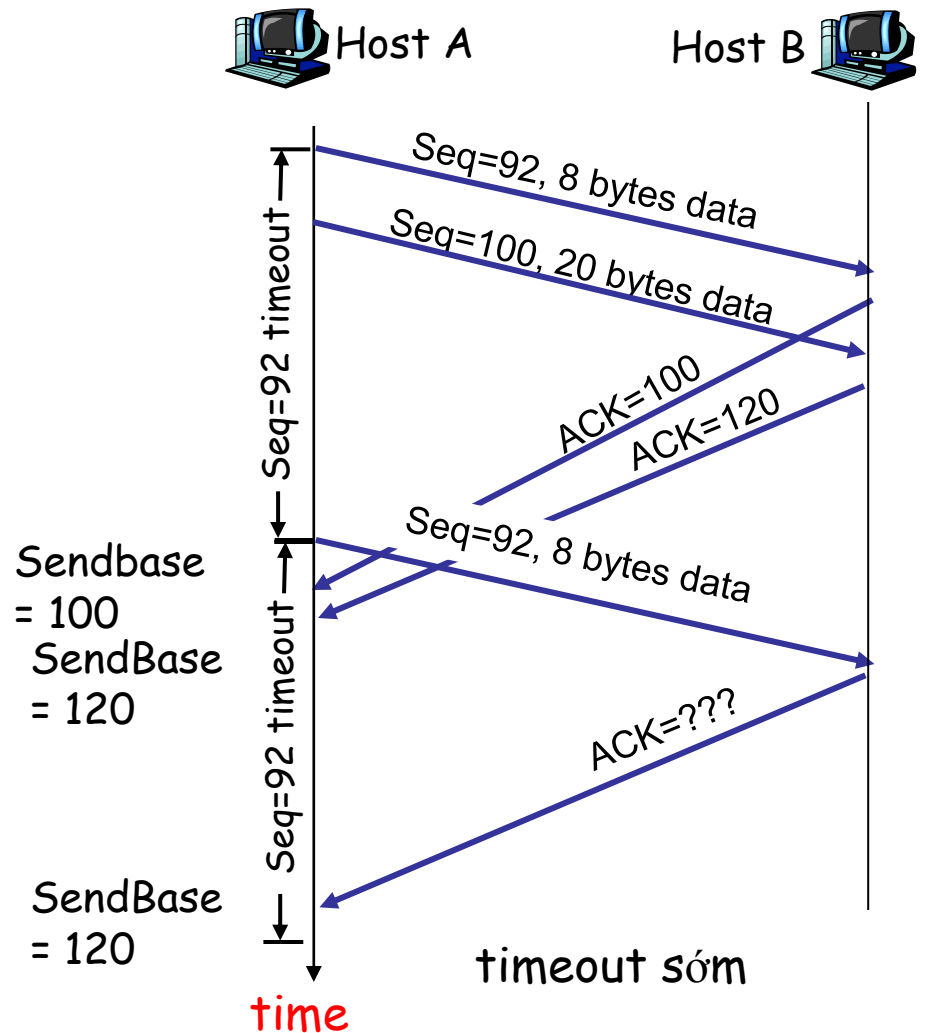 Host A
Host B
Seq=92, 8 bytes data
Seq=100, 20 bytes data
Seq=92 timeout
ACK=100
ACK=120
Seq=92, 8 bytes data
Sendbase
= 100
SendBase
= 120
Seq=92 timeout
ACK=???
SendBase
= 120
timeout sớm
time